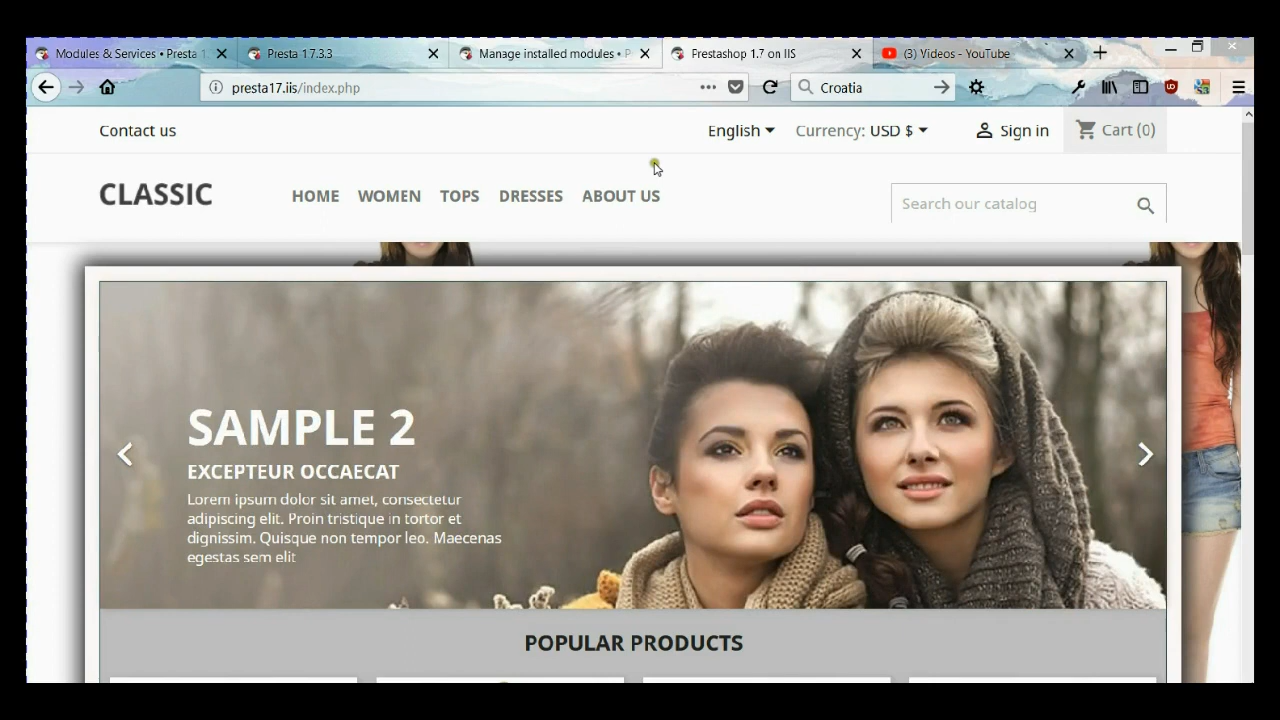 Modules & Services • Presta 1
Presta 1.7.3.3
Manage installed modules • P
Prestashop 1.7 on IIS
(3) Videos - YouTube
presta17.iis/index.php
Croatia
Contact us
English
Currency: USD $
Sign in
Cart (0)
CLASSIC
HOME WOMEN TOPS DRESSES ABOUT US
Search our catalog
SAMPLE 2
EXCEPTEUR OCCAECAT
Lorem ipsum dolor sit amet, consectetur
adipiscing elit. Proin tristique in tortor et
dignissim. Quisque non tempor leo. Maecenas
egestas sem elit
POPULAR PRODUCTS